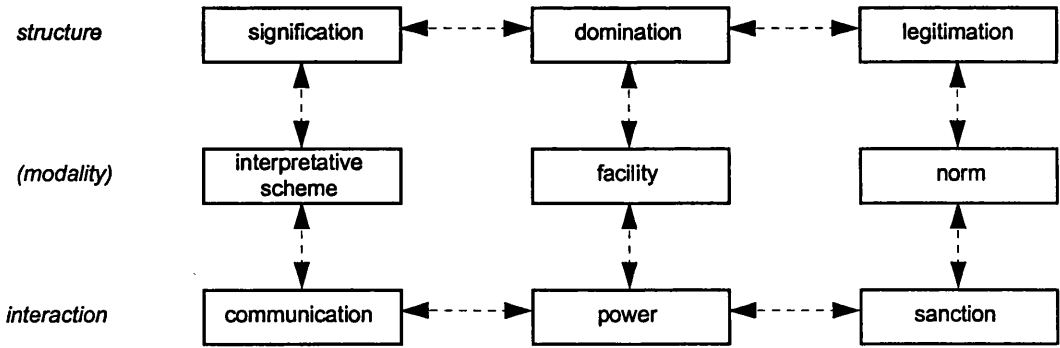 structure
signification
domination
legitimation
(modality)
interpretative
scheme
facility
norm
interaction
communication
power
sanction